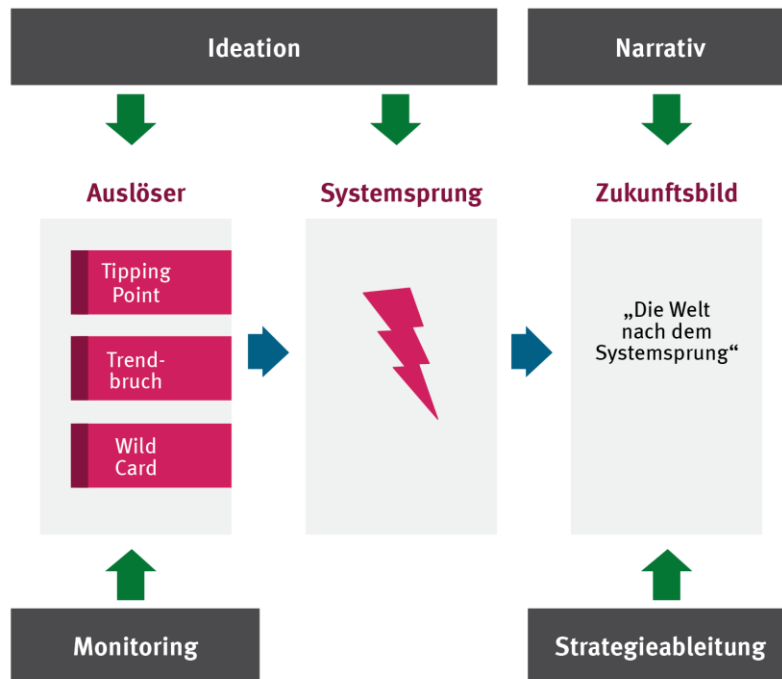 Ideation
Narrativ
Auslöser
Systemsprung
Zukunftsbild
Tipping
Point
Trend-
bruch
Wild
Card
„Die Welt
nach dem
Systemsprung“
Monitoring
Strategieableitung